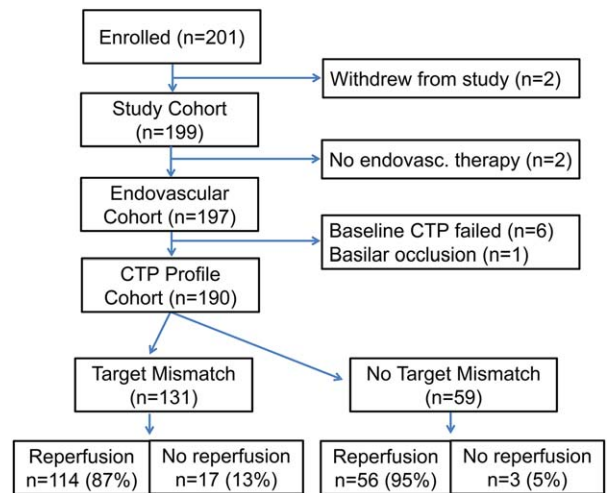 Enrolled (n=201)
Withdrew from study (n=2)
Study Cohort
(n=199)
No endovasc. therapy (n=2)
Endovascular
Cohort (n=197)
Baseline CTP failed (n=6)
Basilar occlusion (n=1)
CTP Profile
Cohort (n=190)
Target Mismatch
(n=131)
No Target Mismatch
(n=59)
Reperfusion
n=114 (87%)
No reperfusion
n=17 (13%)
Reperfusion
n=56 (95%)
No reperfusion
n=3 (5%)